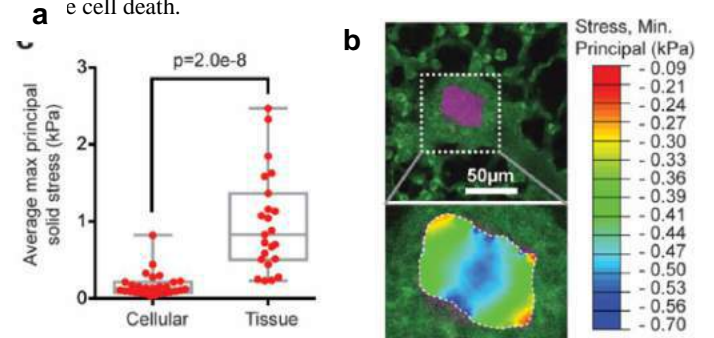 e cell death.
a
p=2.0e-8
3
2
1
0
Average max principal
solid stress (kPa)
Cellular
Tissue
b
50µm
Stress, Min.
Principal (kPa)
- 0.09
- 0.21
- 0.24
- 0.27
- 0.30
- 0.33
- 0.36
- 0.39
- 0.41
- 0.44
- 0.47
- 0.50
- 0.53
- 0.56
- 0.70